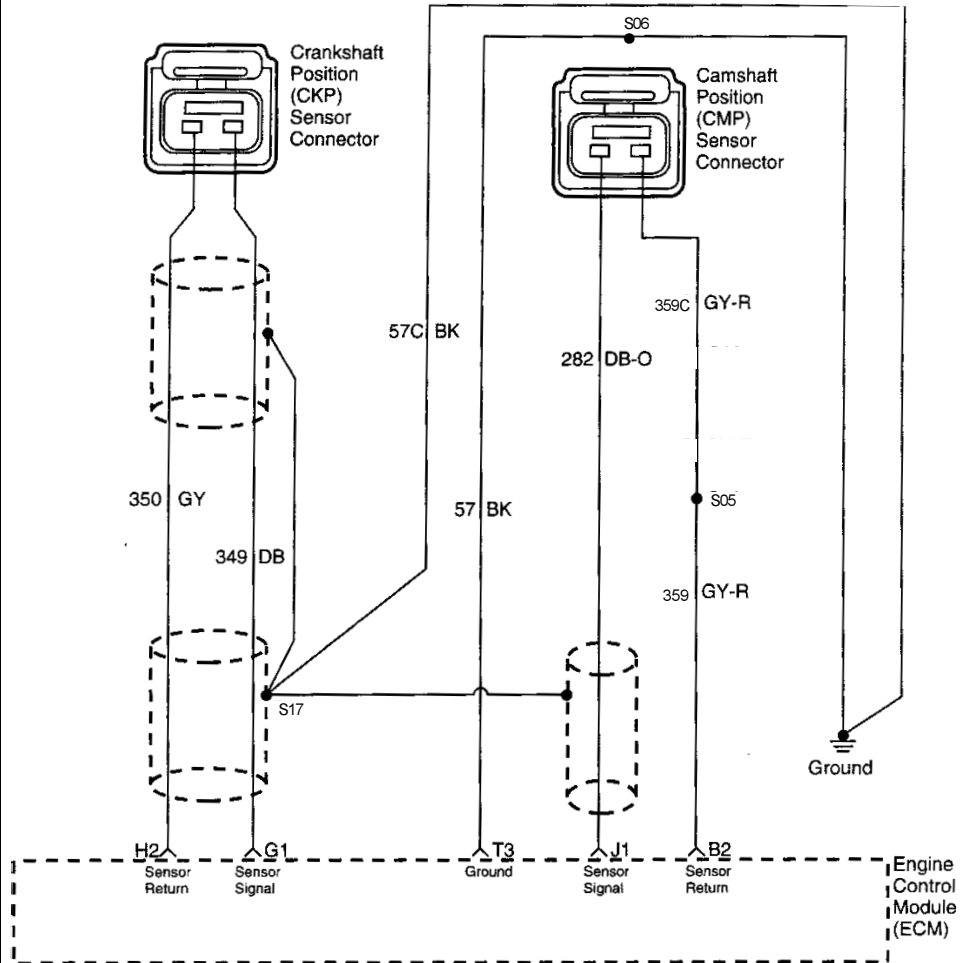 S06
Crankshaft
Position
(CKP)
Sensor
Connector
Camshaft
Position
(CMP)
Sensor
Connector
359C GY-R
57C BK
282 DB-O
350 GY
57 BK
S05
349 DB
359 GY-R
S17
Ground
H2 G1 T3 J1 B2
Sensor
Return
Sensor
Signal
Ground
Sensor
Signal
Sensor
Return
Engine
Control
Module
(ECM)